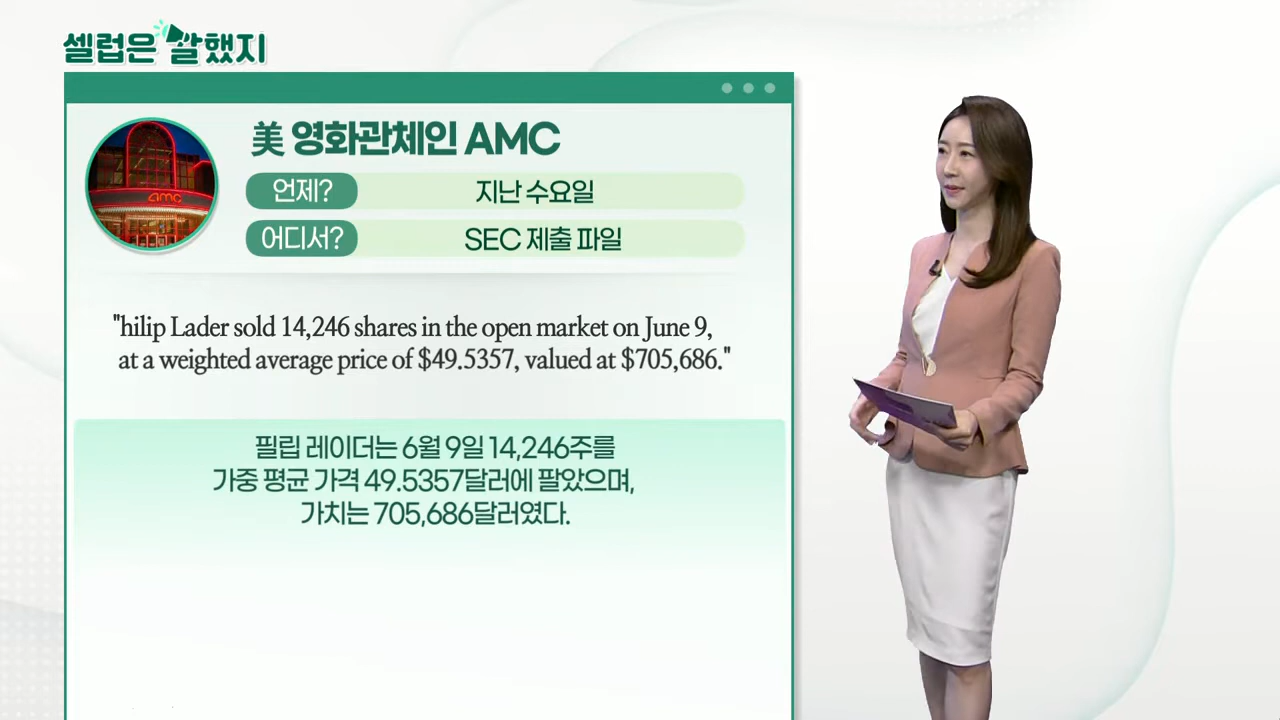 셀럽은 말했지
美 영화관체인 AMC
amc
언제? 지난 수요일
어디서? SEC 제출 파일
"hilip Lader sold 14,246 shares in the open market on June 9,
at a weighted average price of $49.5357, valued at $705,686."
필립 레이더는 6월 9일 14,246주를
가중 평균 가격 49.5357달러에 팔았으며,
가치는 705,686달러였다.